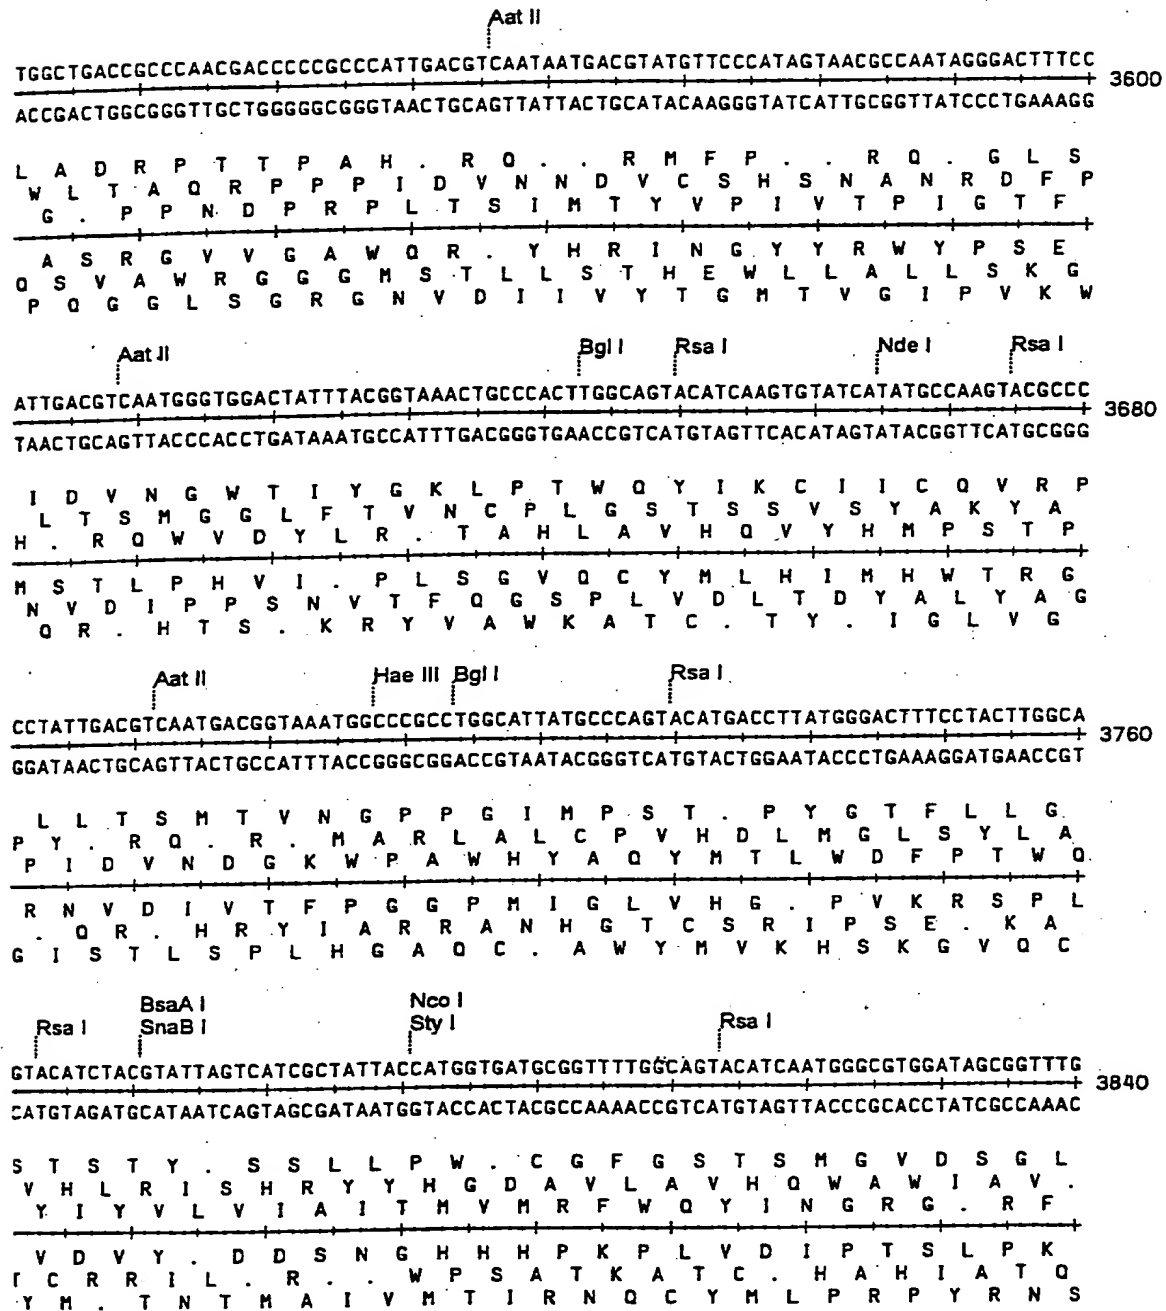 Aat II
TGGCTGACCGCCCAACGACCCCCGCCCATTGACGTCAATAATGACGTATGTTCCCATAGTAACGCCAATAGGGACTTTCC
3600
ACCGACTGGCGGGTTGCTGGGGGCGGGTAACTGCAGTTATTACTGCATACAAGGGTATCATTGCGGTTATCCCTGAAAGG
L A D R P T T P A H . R Q . . R M F P . . R Q . G L S
W L T A Q R P P P I D V N N D V C S H S N A N R D F P
G . P P N D P R P L T S I M T Y V P I V T P I G T F
A S R G V V G A W Q R . Y H R I N G Y Y R W Y P S E
Q S V A W R G G G M S T L L S T H E W L L A L L S K G
P Q G G L S G R G N V D I I V Y T G M T V G I P V K W
Aat II Bgl I Rsa I Nde I Rsa I
ATTGACGTCAATGGGTGGACTATTTACGGTAAACTGCCCACTTGGCAGTACATCAAGTGTATCATATGCCAAGTACGCCC
3680
TAACTGCAGTTACCCACCTGATAAATGCCATTTGACGGGTGAACCGTCATGTAGTTCACATAGTATACGGTTCATGCGGG
I D V N G W T I Y G K L P T W Q Y I K C I I C Q V R P
L T S M G G L F T V N C P L G S T S S V S Y A K Y A
H . R Q W V D Y L R . T A H L A V H Q V Y H M P S T P
M S T L P H V I . P L S G V Q C Y M L H I M H W T R G
N V D I P P S N V T F Q G S P L V D L T D Y A L Y A G
Q R . H T S . K R Y V A W K A T C . T Y . I G L V G
Aat II Hae III Bgl I Rsa I
CCTATTGACGTCAATGACGGTAAATGGCCCGCCTGGCATTATGCCCAGTACATGACCTTATGGGACTTTCCTACTTGGCA
3760
GGATAACTGCAGTTACTGCCATTTACCGGGCGGACCGTAATACGGGTCATGTACTGGAATACCCTGAAAGGATGAACCGT
L L T S M T V N G P P G I M P S T . P Y G T F L L G
P Y . R Q . R . M A R L A L C P V H D L M G L S Y L A
P I D V N D G K W P A W H Y A Q Y M T L W D F P T W Q
R N V D I V T F P G G P M I G L V H G . P V K R S P L
. Q R . H R Y I A R R A N H G T C S R I P S E . K A
G I S T L S P L H G A Q C . A W Y M V K H S K G V Q C
BsaA I Nco I
Rsa I SnaB I Sty I Rsa I
GTACATCTACGTATTAGTCATCGCTATTACCATGGTGATGCGGTTTTGGCAGTACATCAATGGGCGTGGATAGCGGTTTG
3840
CATGTAGATGCATAATCAGTAGCGATAATGGTACCACTACGCCAAAACCGTCATGTAGTTACCCGCACCTATCGCCAAAC
S T S T Y . S S L L P W . C G F G S T S M G V D S G L
V H L R I S H R Y Y H G D A V L A V H Q W A W I A V .
Y I Y V L V I A I T M V M R F W Q Y I N G R G . R F
V D V Y . D D S N G H H H P K P L V D I P T S L P K
T C R R I L . R . . W P S A T K A T C . H A H I A T Q
Y M . T N T M A I V M T I R N Q C Y M L P R P Y R N S